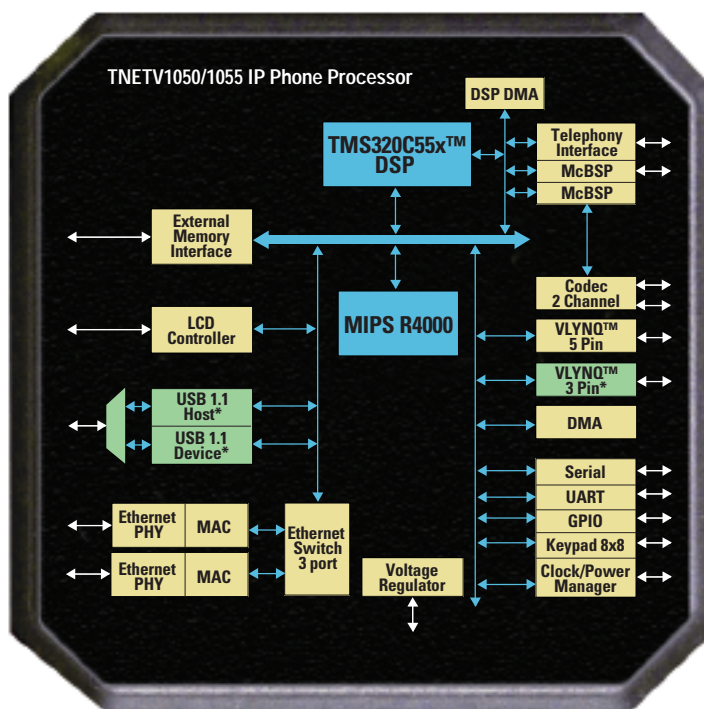 TNETV1050/1055 IP Phone Processor
DSP DMA
TMS320C55x™
DSP
Telephony
Interface
McBSP
McBSP
External
Memory
Interface
Codec
2 Channel
LCD
Controller
MIPS R4000
VLYNQ™
5 Pin
VLYNQ™
3 Pin*
USB 1.1
Host*
USB 1.1
Device*
DMA
Serial
UART
GPIO
Keypad 8x8
Clock/Power
Manager
Ethernet
PHY
MAC
Ethernet
PHY
MAC
Ethernet
Switch
3 port
Voltage
Regulator